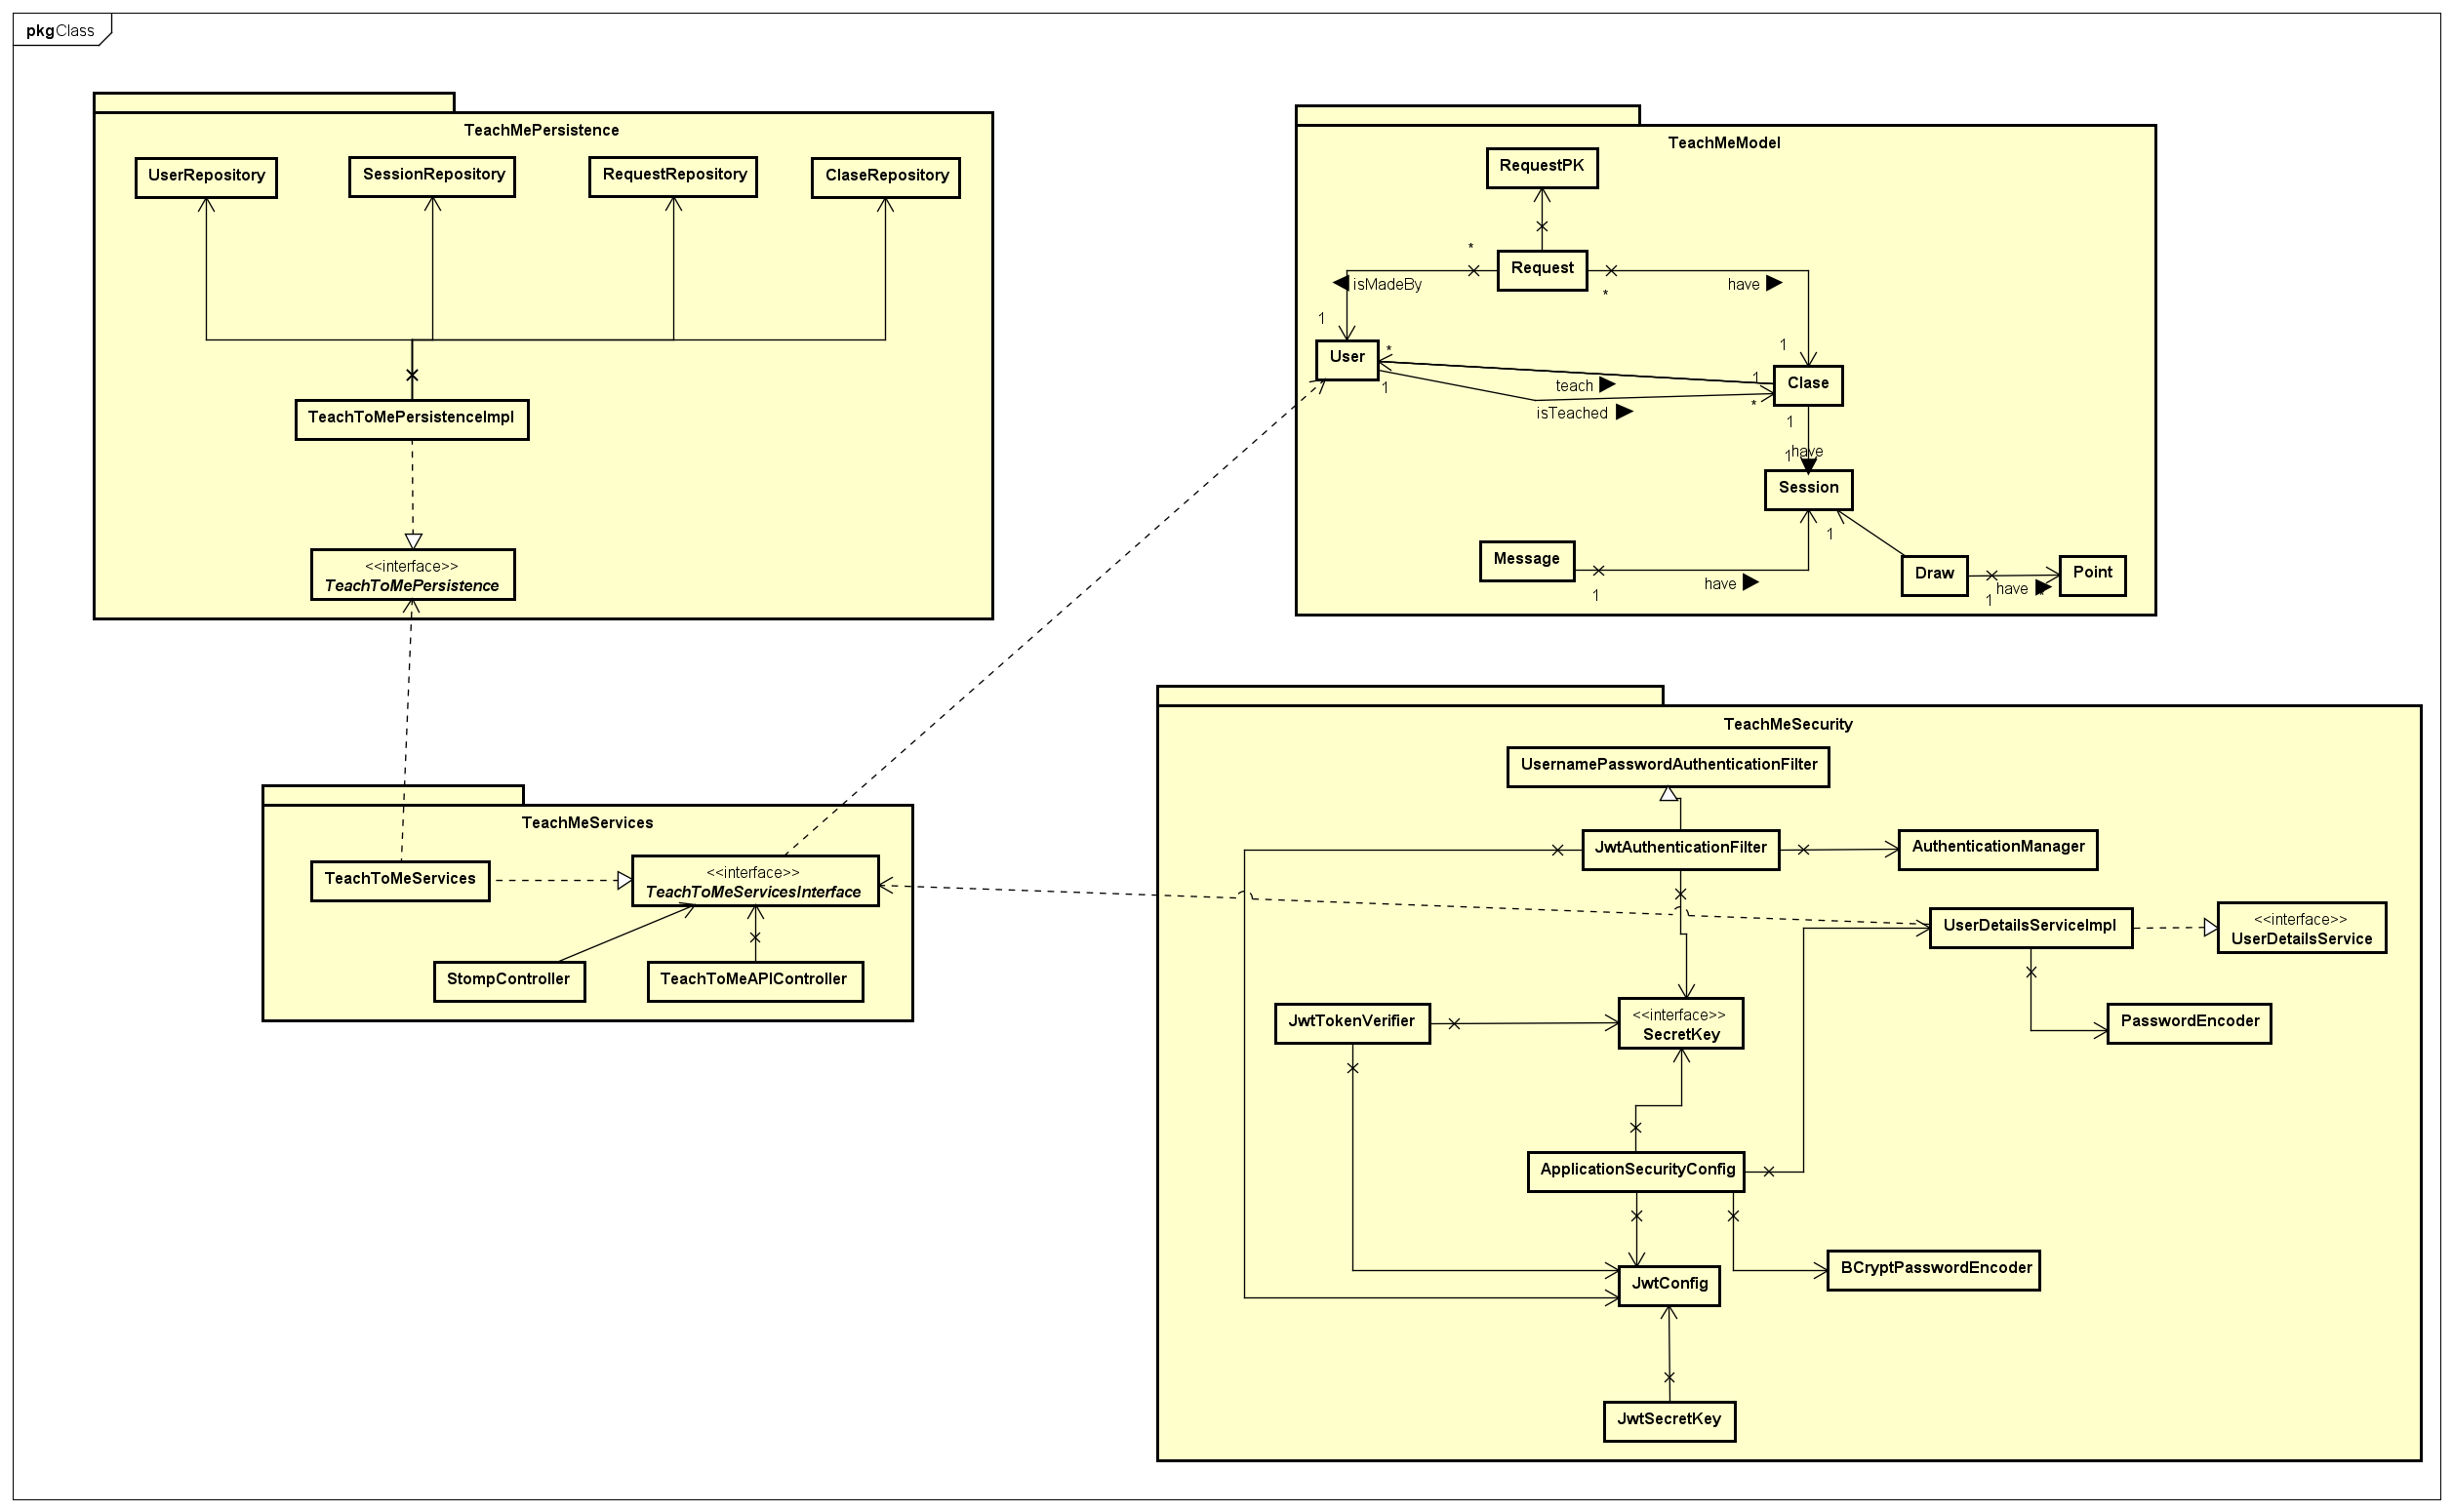 pkgClass
TeachMePersistence
UserRepository
SessionRepository
RequestRepository
ClaseRepository
TeachToMePersistenceImpl
<<interface>>
TeachToMePersistence
TeachMeModel
RequestPK
*
Request
*
isMadeBy
have
1
1
User
*
Clase
1
teach
1
*
isTeached
1
have
1
Session
1
Message
Draw
Point
have
1
have
*
1
TeachMeServices
TeachToMeServices
<<interface>>
TeachToMeServicesInterface
StompController
TeachToMeAPIController
TeachMeSecurity
UsernamePasswordAuthenticationFilter
JwtAuthenticationFilter
AuthenticationManager
UserDetailsServiceImpl
<<interface>>
UserDetailsService
JwtTokenVerifier
<<interface>>
SecretKey
PasswordEncoder
ApplicationSecurityConfig
JwtConfig
BCryptPasswordEncoder
JwtSecretKey